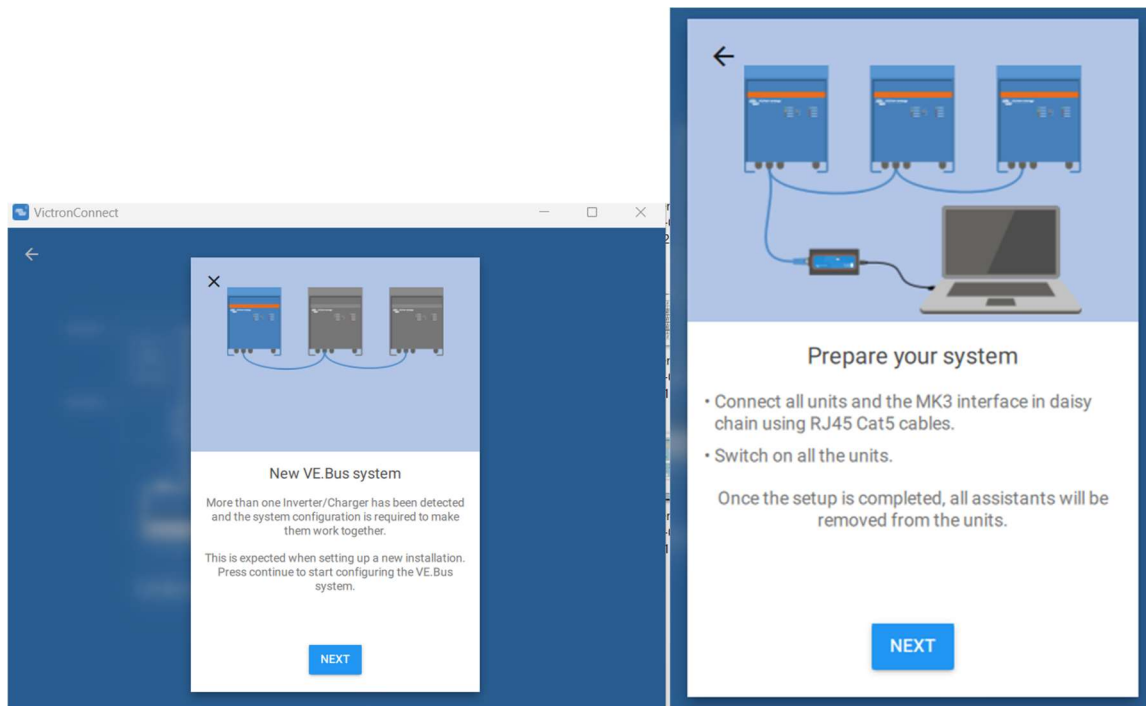 VictronConnect
New VE.Bus system
More than one Inverter/Charger has been detected
and the system configuration is required to make
them work together.
This is expected when setting up a new installation.
Press continue to start configuring the VE.Bus
system.
NEXT
Prepare your system
• Connect all units and the MK3 interface in daisy
chain using RJ45 Cat5 cables.
• Switch on all the units.
Once the setup is completed, all assistants will be
removed from the units.
NEXT